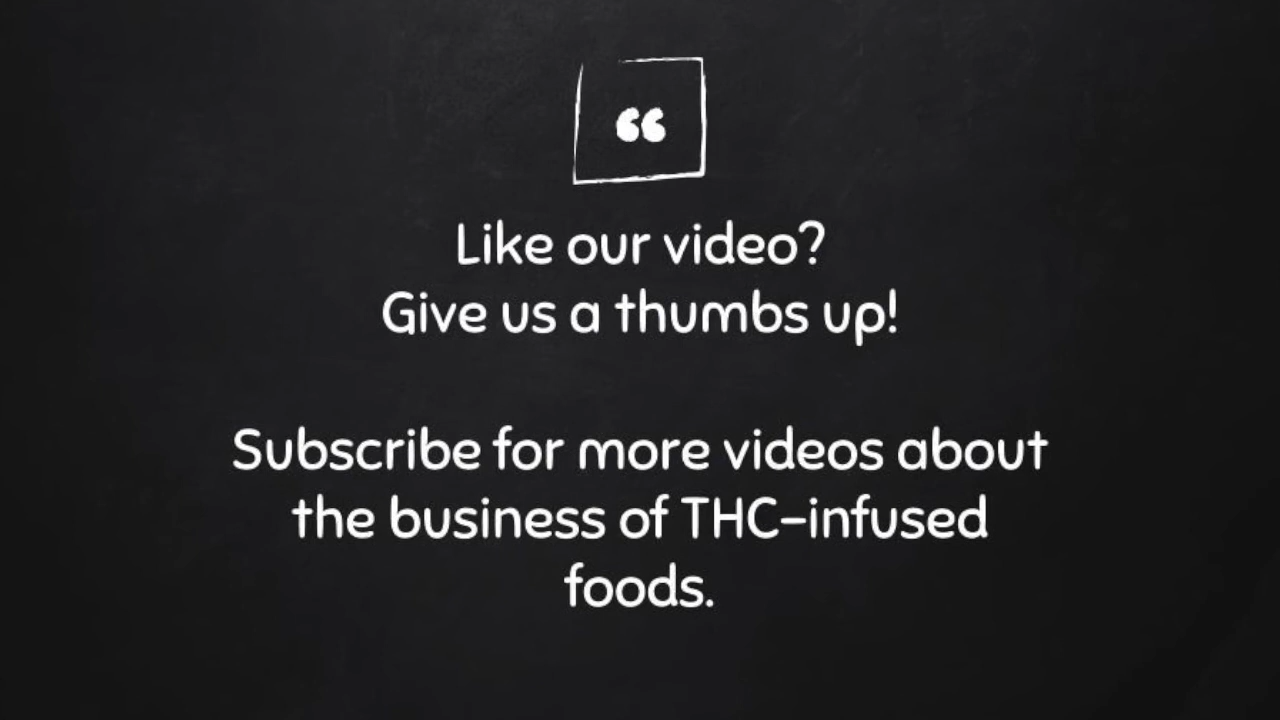 “
Like our video?
Give us a thumbs up!
Subscribe for more videos about
the business of THC-infused
foods.